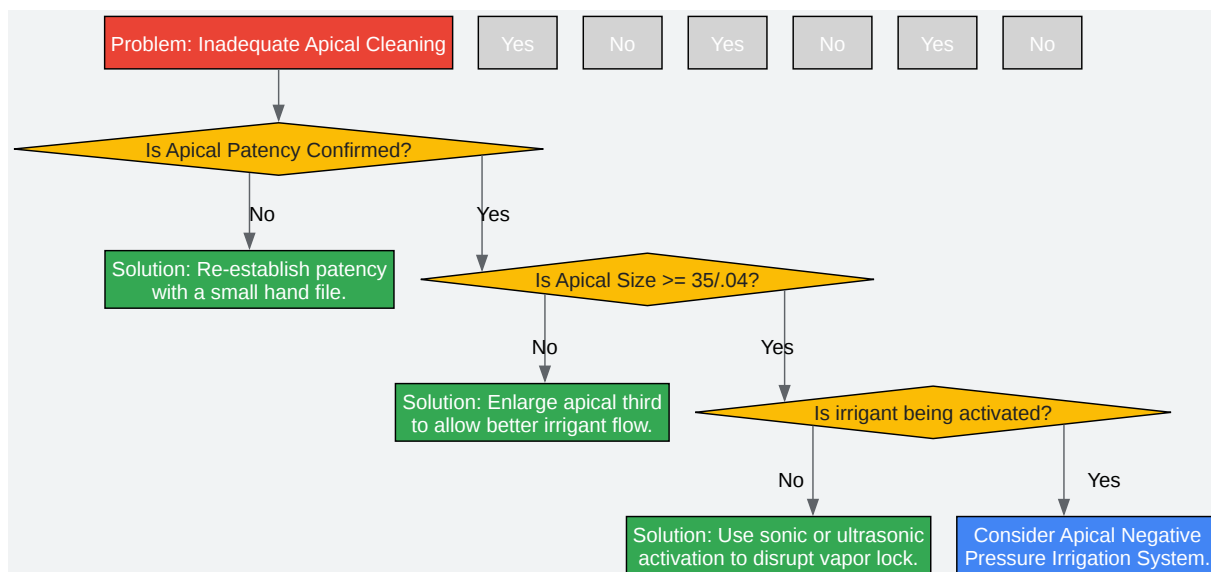 Problem: Inadequate Apical Cleaning
Yes
No
Yes
No
Yes
No
Is Apical Patency Confirmed?
No
Yes
Solution: Re-establish patency
with a small hand file.
Is Apical Size >= 35/.04?
No
Yes
Solution: Enlarge apical third
to allow better irrigant flow.
Is irrigant being activated?
No
Yes
Solution: Use sonic or ultrasonic
activation to disrupt vapor lock.
Consider Apical Negative
Pressure Irrigation System.